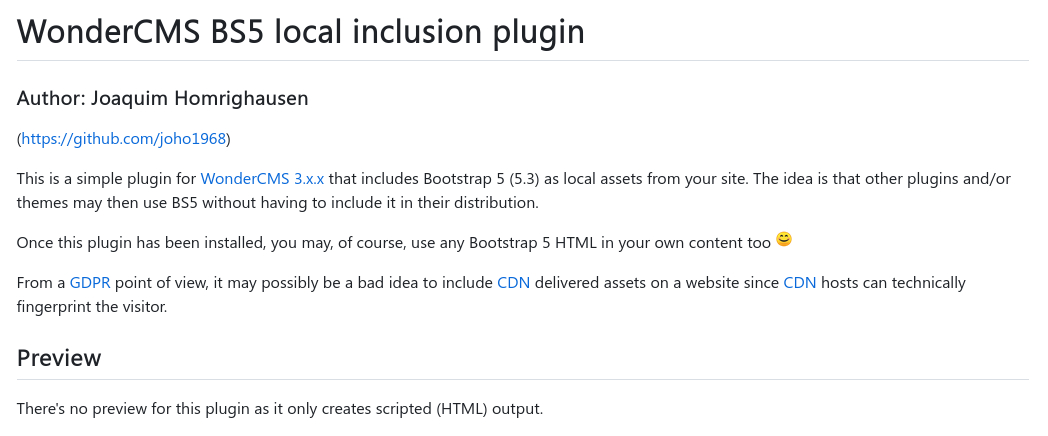 WonderCMS BS5 local inclusion plugin
Author: Joaquim Homrighausen
(https://github.com/joho1968)
This is a simple plugin for WonderCMS 3.x.x that includes Bootstrap 5 (5.3) as local assets from your site. The idea is that other plugins and/or
themes may then use BS5 without having to include it in their distribution.
Once this plugin has been installed, you may, of course, use any Bootstrap 5 HTML in your own content too 😄
From a GDPR point of view, it may possibly be a bad idea to include CDN delivered assets on a website since CDN hosts can technically
fingerprint the visitor.
Preview
There's no preview for this plugin as it only creates scripted (HTML) output.